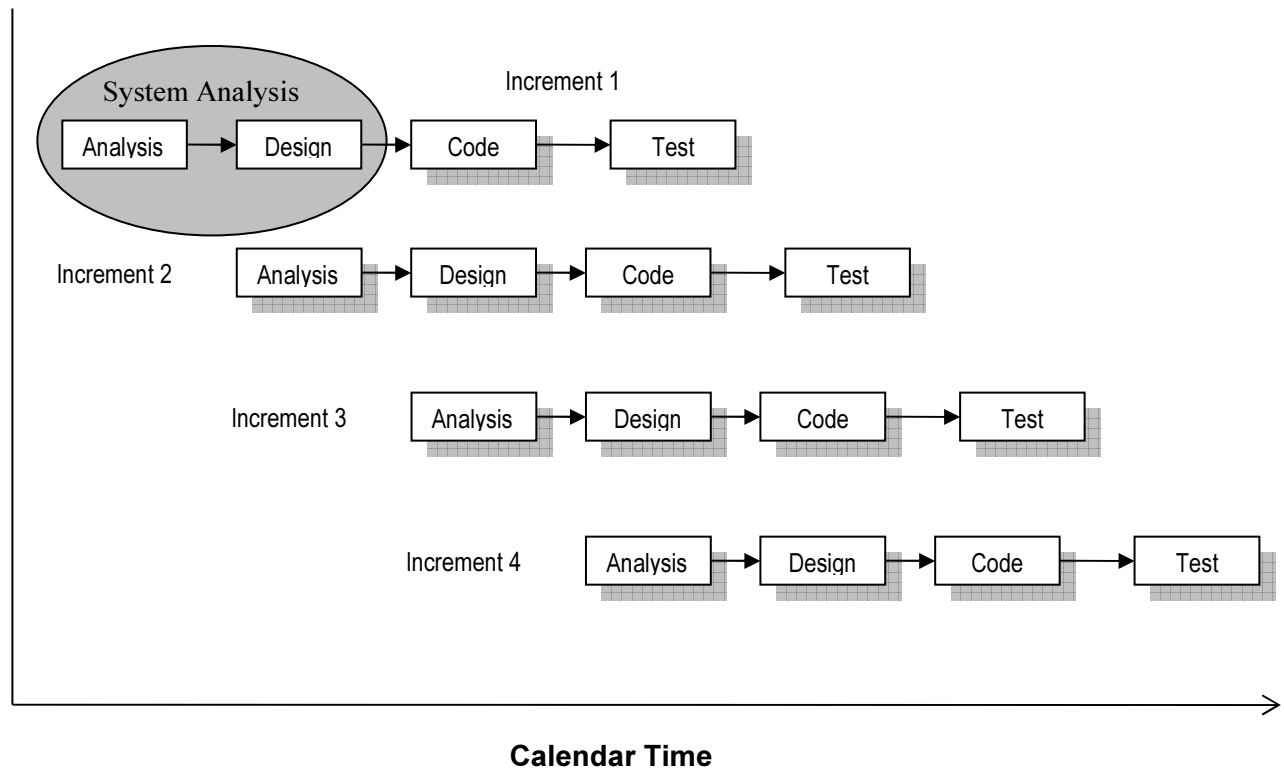 System Analysis
Increment 1
Analysis Design Code Test
Increment 2 Analysis Design Code Test
Increment 3 Analysis Design Code Test
Increment 4 Analysis Design Code Test
Calendar Time